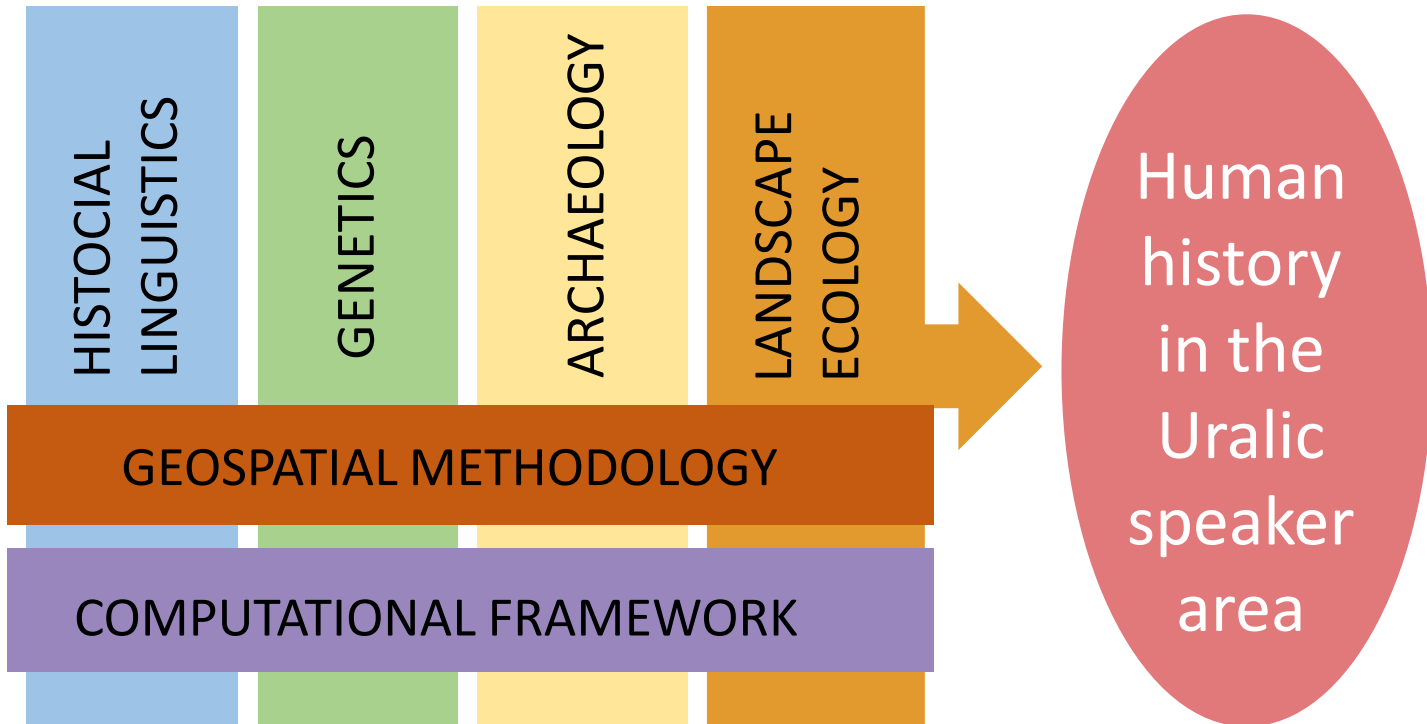 HISTOCIAL
LINGUISTICS
GENETICS
ARCHAEOLOGY
LANDSCAPE
ECOLOGY
GEOSPATIAL METHODOLOGY
COMPUTATIONAL FRAMEWORK
Human
history
in the
Uralic
speaker
area